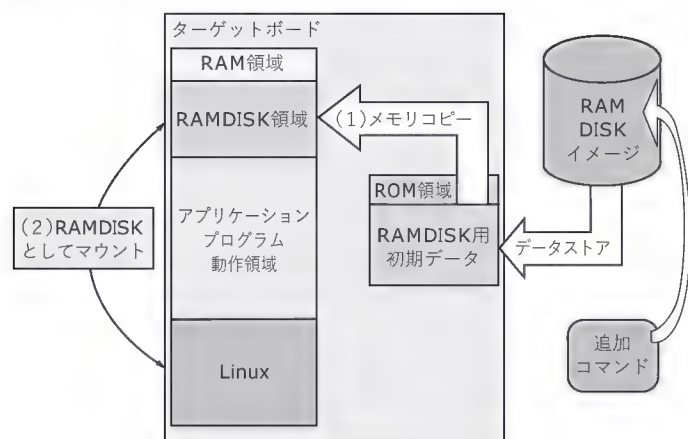 ターゲットボード
RAM領域
RAMDISK領域
(1)メモリコピー
RAM
DISK
イメージ
ROM領域
RAMDISK用
初期データ
データストア
(2)RAMDISK
としてマウント
アプリケーション
プログラム
動作領域
Linux
追加
コマンド